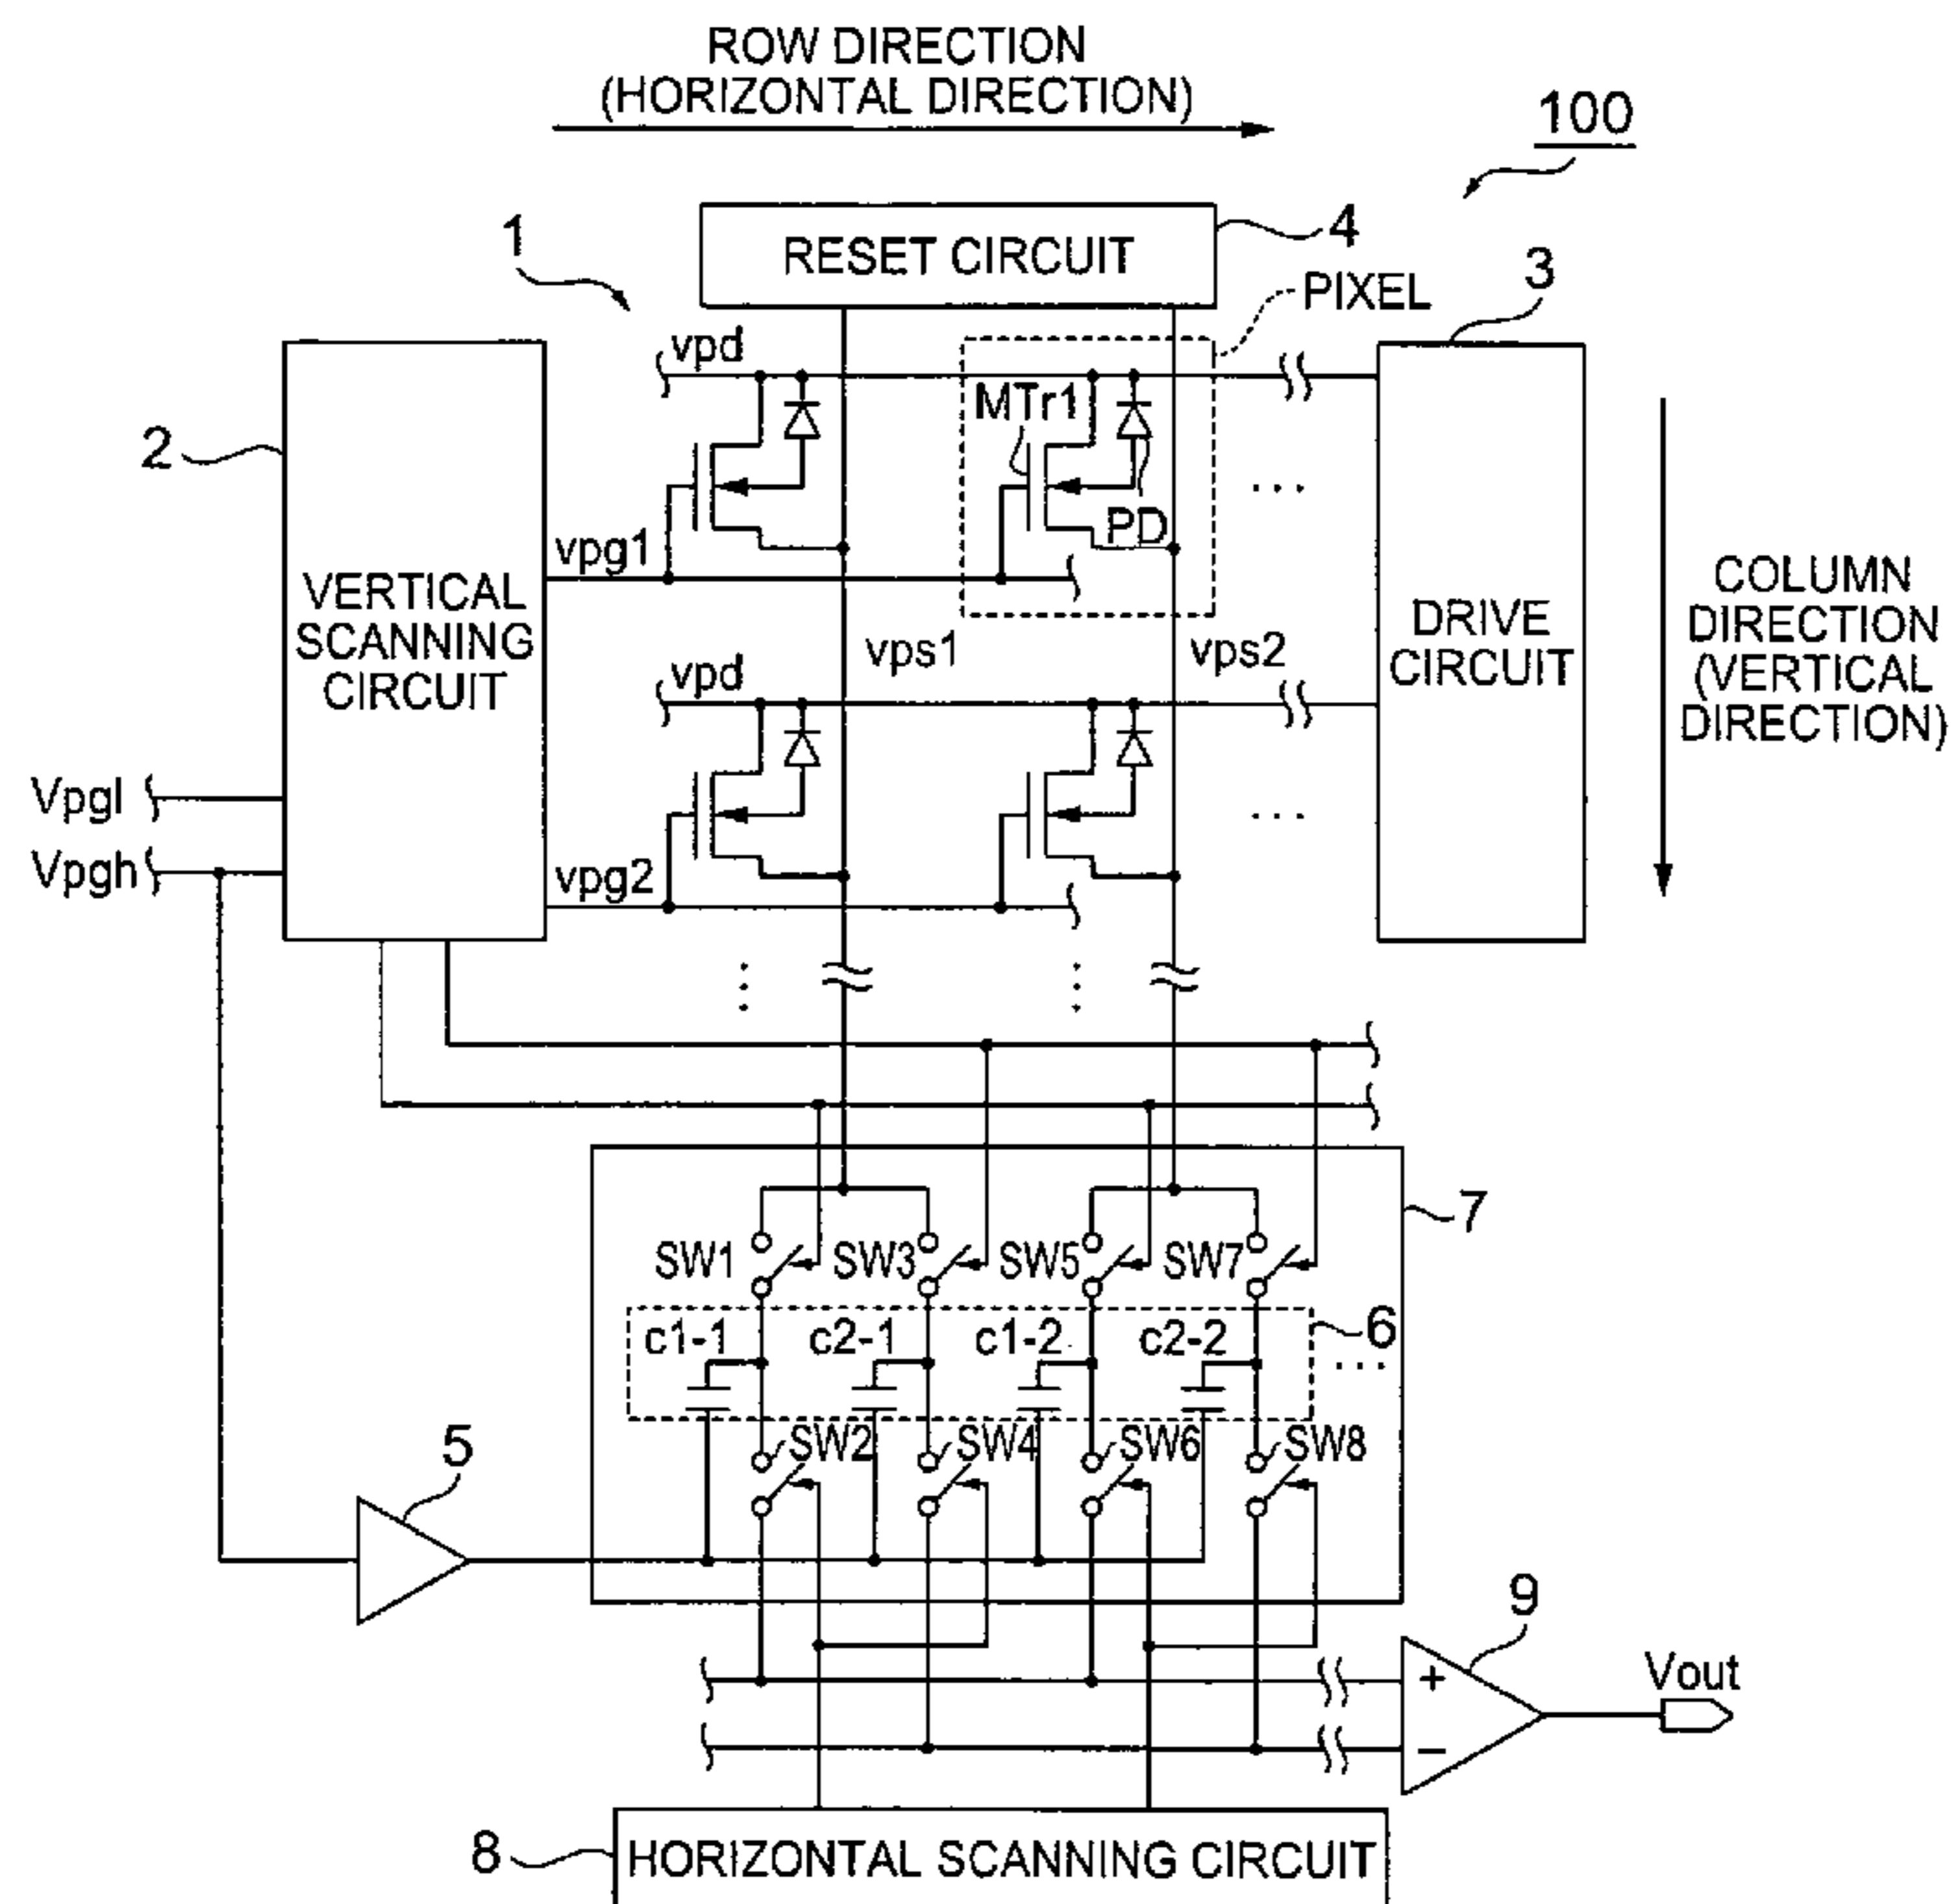 ROW DIRECTION
(HORIZONTAL DIRECTION)
100
1
RESET CIRCUIT
4
3
PIXEL
2
vpd
MTr1
PD
...
vpg1
VERTICAL
SCANNING
CIRCUIT
vps1
vps2
DRIVE
CIRCUIT
COLUMN
DIRECTION
(VERTICAL
DIRECTION)
vpd
...
Vpgl
Vpgh
vpg2
7
SW1
SW3
SW5
SW7
c1-1
c2-1
c1-2
c2-2
6
...
SW2
SW4
SW6
SW8
5
9
+
−
Vout
8
HORIZONTAL SCANNING CIRCUIT